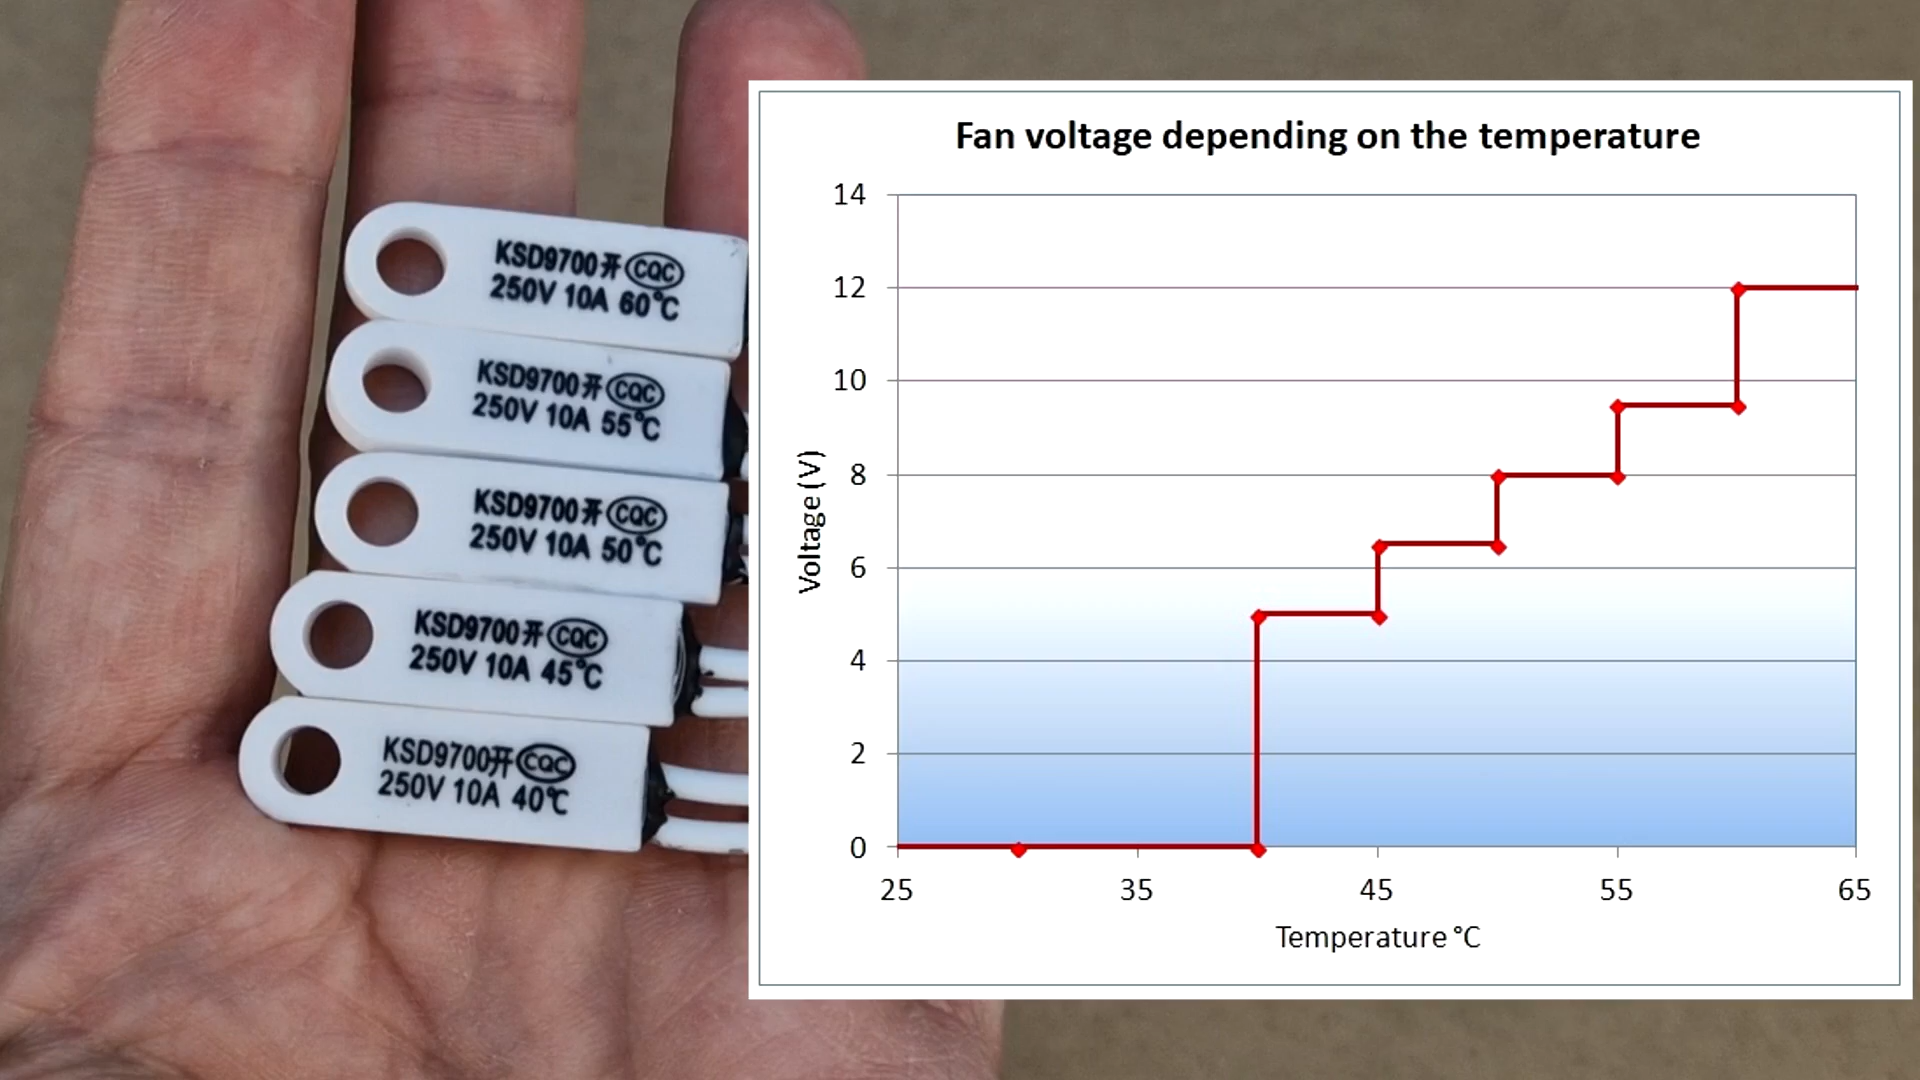 KSD9700开 CQC
250V 10A 60℃
KSD9700开 CQC
250V 10A 55℃
KSD9700开 CQC
250V 10A 50℃
KSD9700开 CQC
250V 10A 45℃
KSD9700开 CQC
250V 10A 40℃
Fan voltage depending on the temperature
Voltage (V)
14
12
10
8
6
4
2
0
25 35 45 55 65
Temperature °C